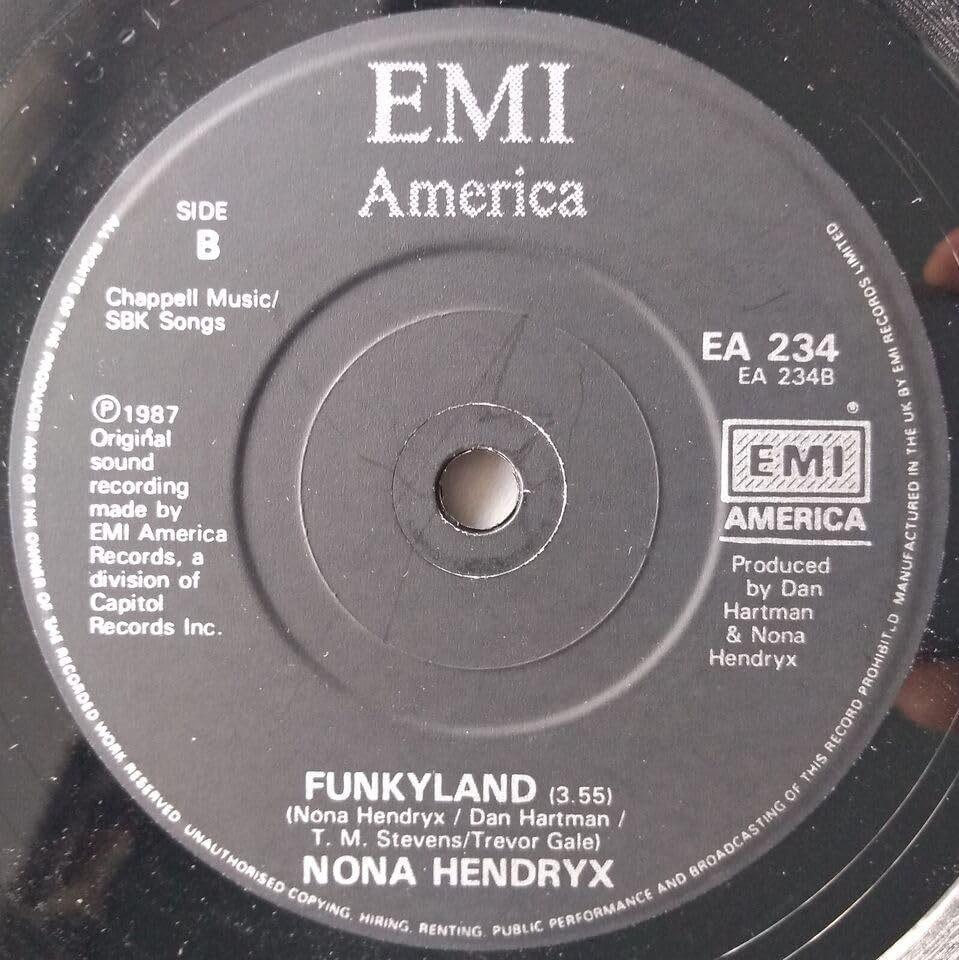 EMI
America
SIDE
B
Chappell Music/
SBK Songs
Ⓟ1987
Original
sound
recording
made by
EMI America
Records, a
division of
Capitol
Records Inc.
EA 234
EA 234B
®
EMI
AMERICA
Produced
by Dan
Hartman
& Nona
Hendryx
FUNKYLAND (3.55)
(Nona Hendryx / Dan Hartman /
T. M. Stevens/Trevor Gale)
NONA HENDRYX
ALL RIGHTS OF THE PRODUCER AND OF THE OWNER OF THE RECORDED WORK RESERVED UNAUTHORISED COPYING, HIRING, RENTING, PUBLIC PERFORMANCE AND BROADCASTING OF THIS RECORD PROHIBITED MANUFACTURED IN THE UK BY EMI RECORDS LIMITED